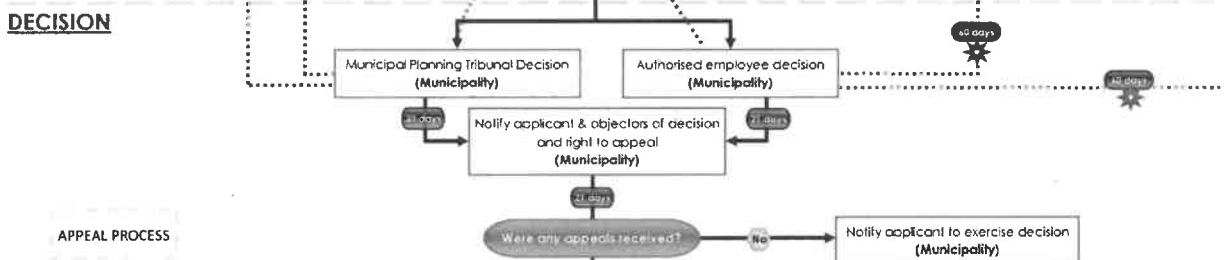 DECISION
60 days
Municipal Planning Tribunal Decision
(Municipality)
Authorised employee decision
(Municipality)
60 days
21 days
21 days
Notify applicant & objectors of decision
and right to appeal
(Municipality)
21 days
APPEAL PROCESS
Were any appeals received?
No
Notify applicant to exercise decision
(Municipality)